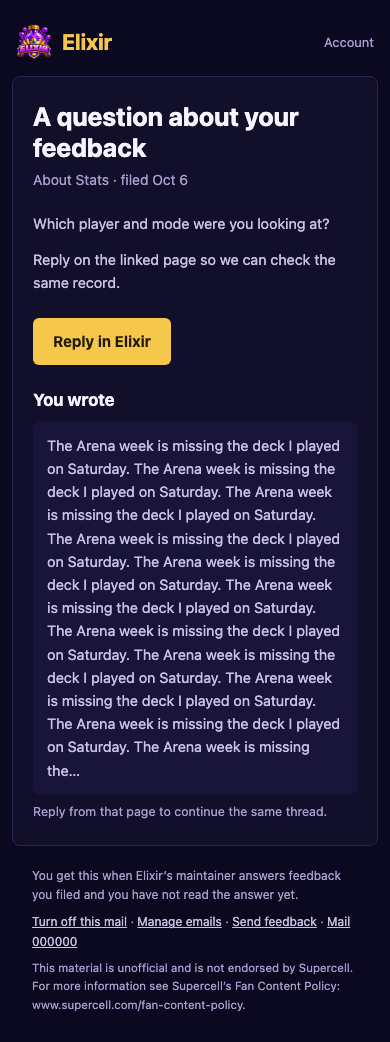 ELIXIR
Elixir
Account
A question about your
feedback
About Stats · filed Oct 6
Which player and mode were you looking at?
Reply on the linked page so we can check the
same record.
Reply in Elixir
You wrote
The Arena week is missing the deck I played
on Saturday. The Arena week is missing the
deck I played on Saturday. The Arena week
is missing the deck I played on Saturday.
The Arena week is missing the deck I played
on Saturday. The Arena week is missing the
deck I played on Saturday. The Arena week
is missing the deck I played on Saturday.
The Arena week is missing the deck I played
on Saturday. The Arena week is missing the
deck I played on Saturday. The Arena week
is missing the deck I played on Saturday.
The Arena week is missing the deck I played
on Saturday. The Arena week is missing
the...
Reply from that page to continue the same thread.
You get this when Elixir’s maintainer answers feedback
you filed and you have not read the answer yet.
Turn off this mail · Manage emails · Send feedback · Mail
000000
This material is unofficial and is not endorsed by Supercell.
For more information see Supercell’s Fan Content Policy:
www.supercell.com/fan-content-policy.